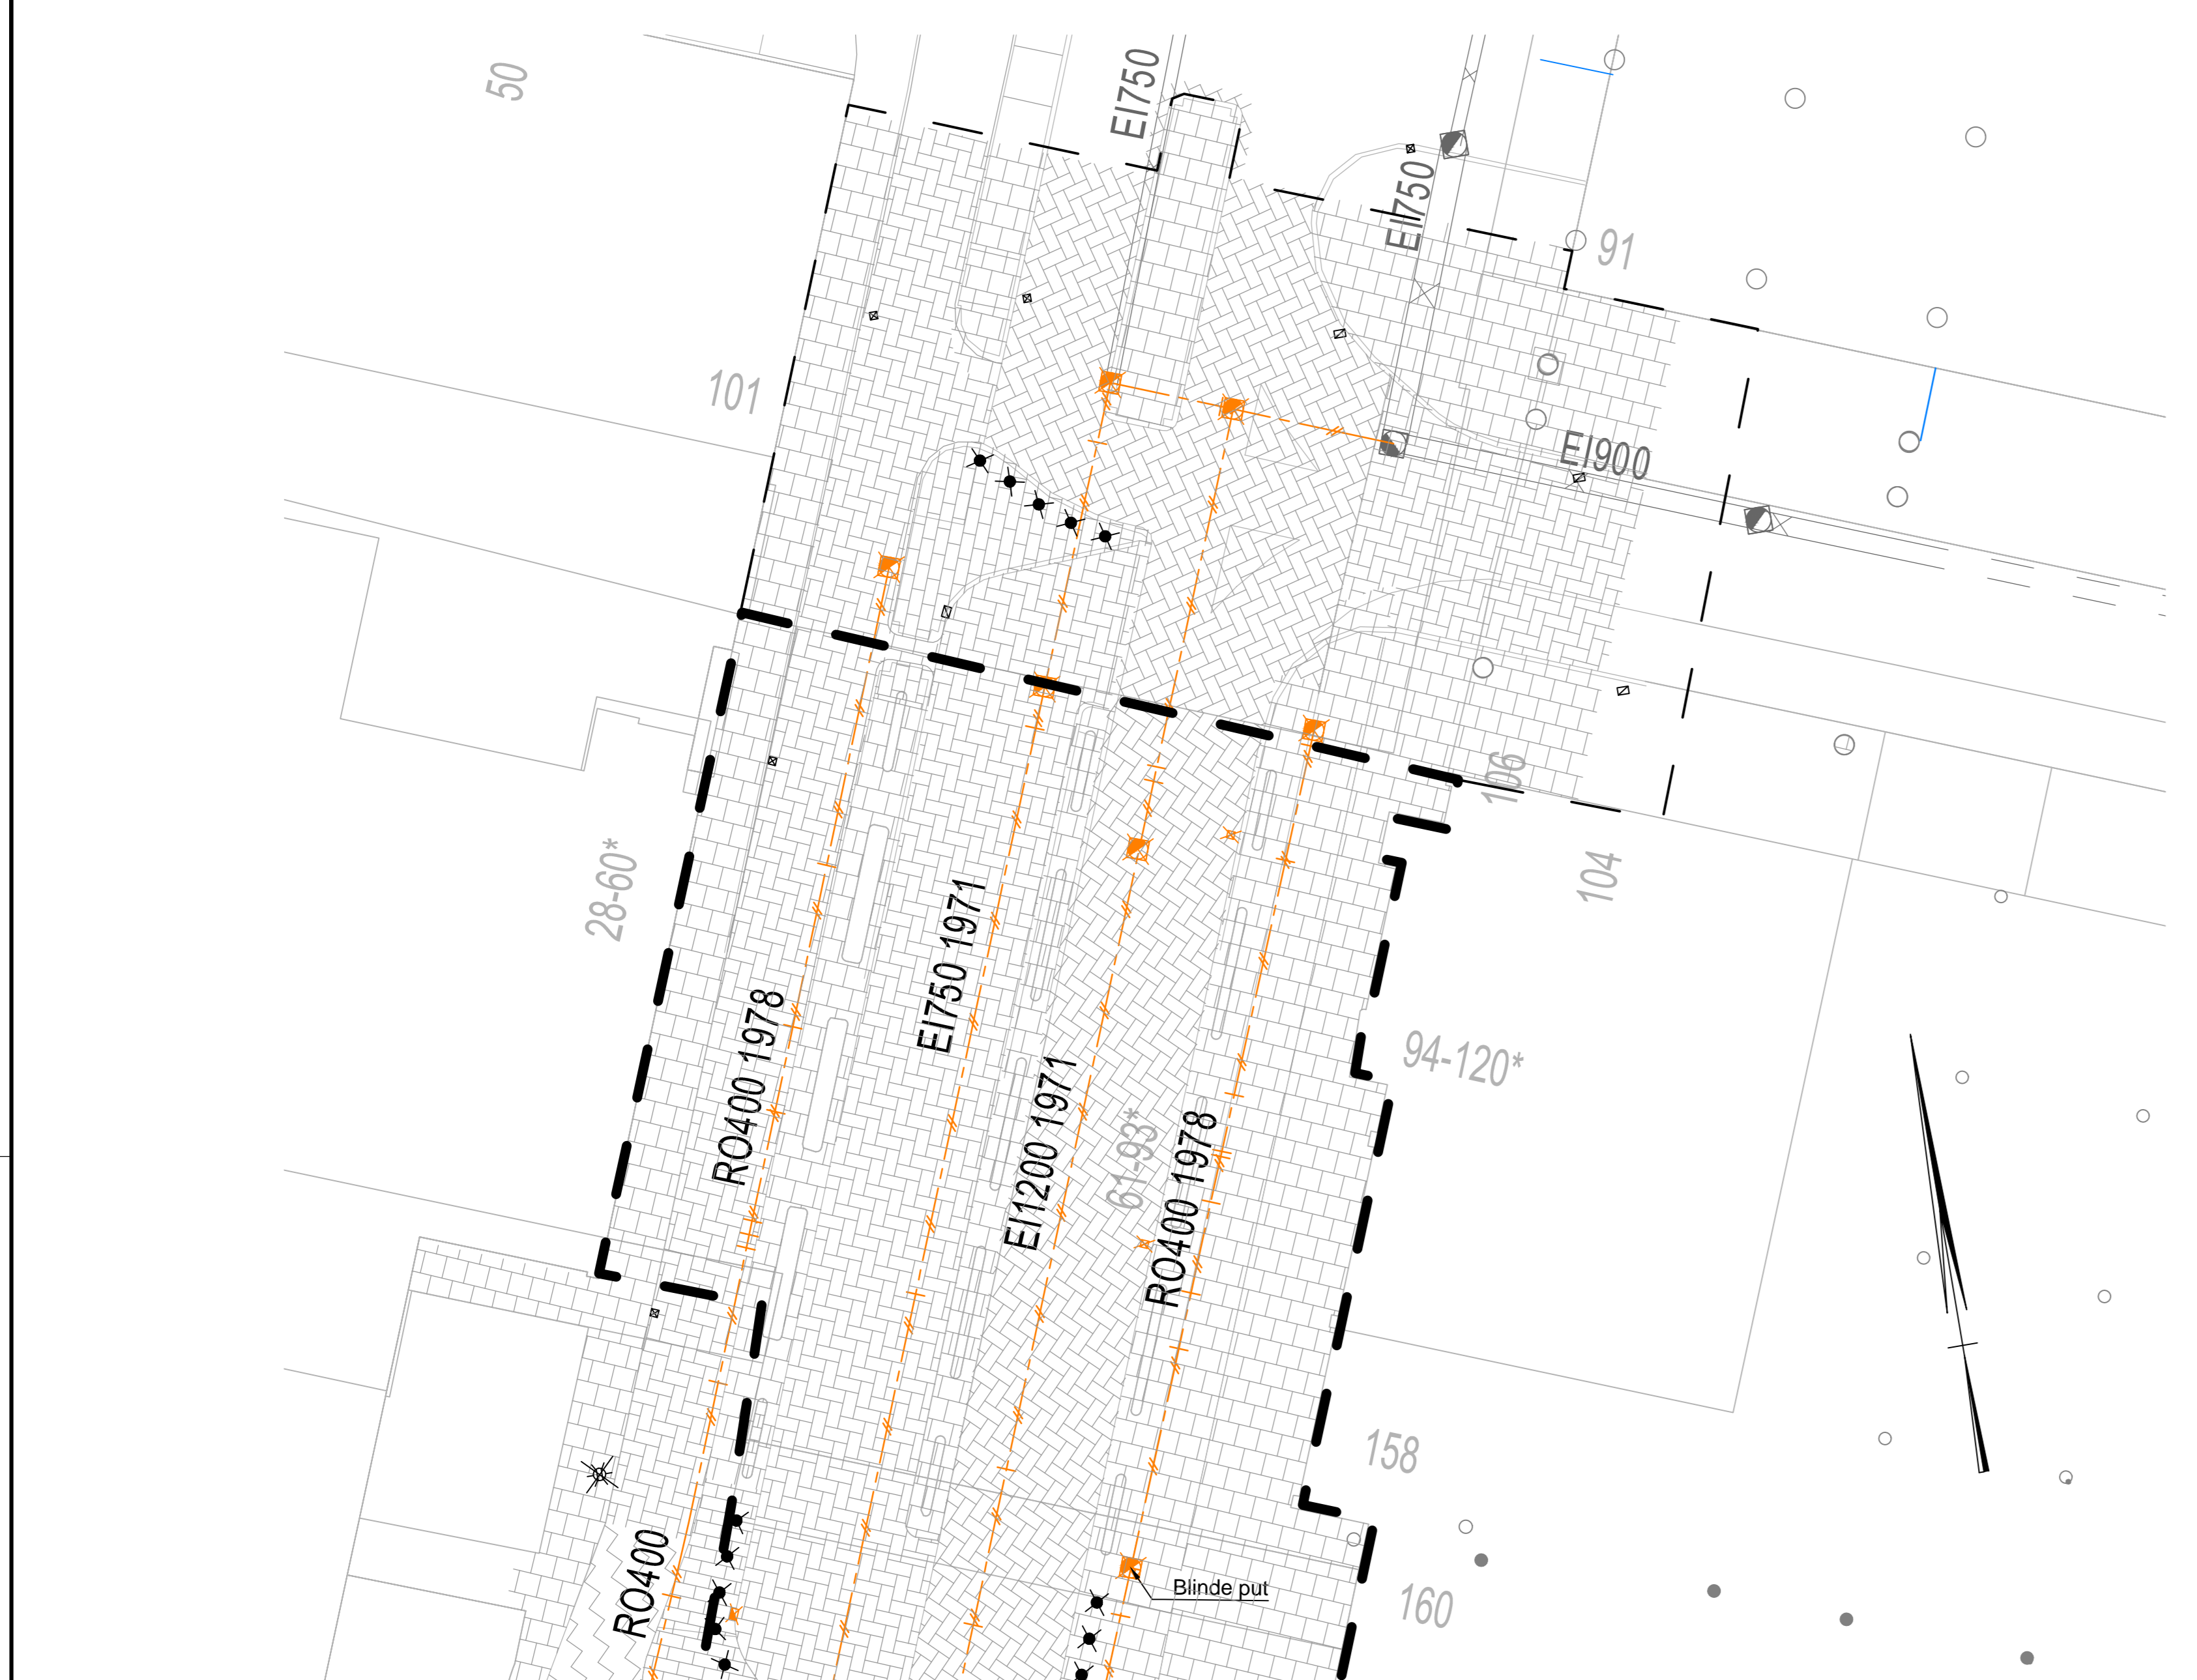 50
EI750
EI750
91
101
EI900
106
104
28-60*
EI750 1971
RO400 1978
94-120*
EI1200 1971
61-93*
RO400 1978
158
RO400
Blinde put
160